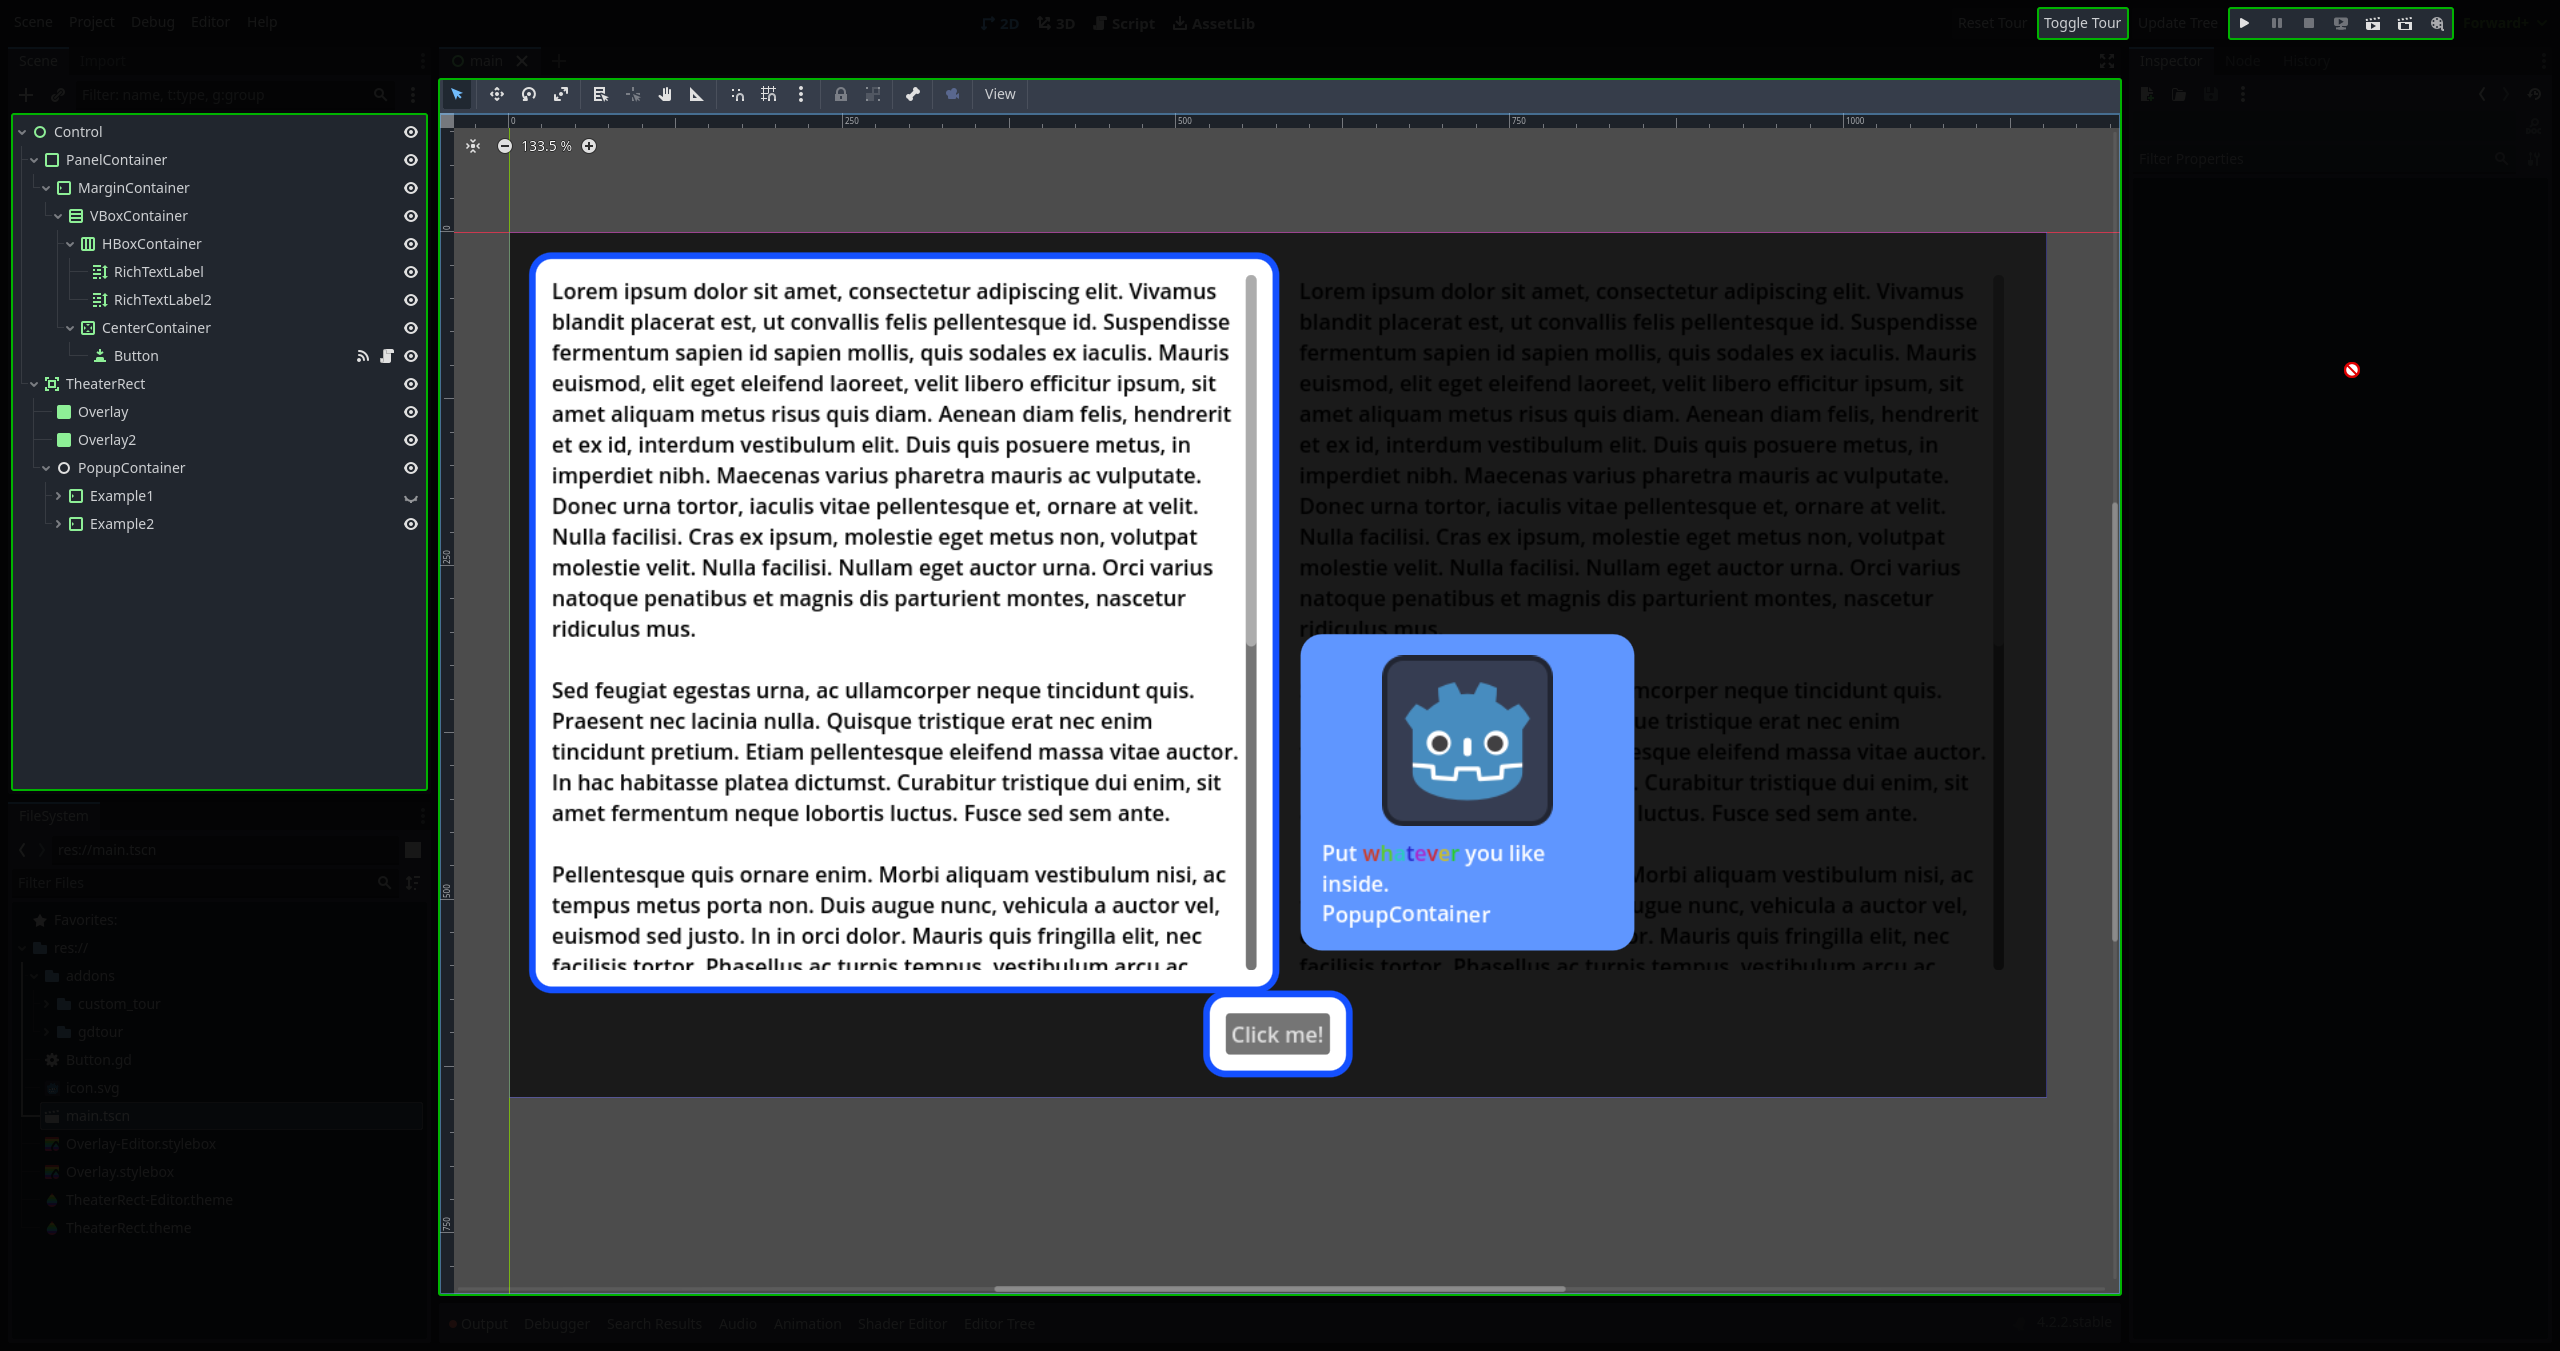 Scene Project Debug Editor Help
2D 3D Script AssetLib
Reset Tour Toggle Tour Update Tree Forward+
Scene Import
main
Inspector Node History
Filter: name, t:type, g:group
View
Control
PanelContainer
MarginContainer
VBoxContainer
HBoxContainer
RichTextLabel
RichTextLabel2
CenterContainer
Button
TheaterRect
Overlay
Overlay2
PopupContainer
Example1
Example2
FileSystem
res://main.tscn
Filter Files
Favorites:
res://
addons
custom_tour
gdtour
Button.gd
icon.svg
main.tscn
Overlay-Editor.stylebox
Overlay.stylebox
TheaterRect-Editor.theme
TheaterRect.theme
0 250 500 750 1000
133.5 %
0
250
500
750
Lorem ipsum dolor sit amet, consectetur adipiscing elit. Vivamus
blandit placerat est, ut convallis felis pellentesque id. Suspendisse
fermentum sapien id sapien mollis, quis sodales ex iaculis. Mauris
euismod, elit eget eleifend laoreet, velit libero efficitur ipsum, sit
amet aliquam metus risus quis diam. Aenean diam felis, hendrerit
et ex id, interdum vestibulum elit. Duis quis posuere metus, in
imperdiet nibh. Maecenas varius pharetra mauris ac vulputate.
Donec urna tortor, iaculis vitae pellentesque et, ornare at velit.
Nulla facilisi. Cras ex ipsum, molestie eget metus non, volutpat
molestie velit. Nulla facilisi. Nullam eget auctor urna. Orci varius
natoque penatibus et magnis dis parturient montes, nascetur
ridiculus mus.
Sed feugiat egestas urna, ac ullamcorper neque tincidunt quis.
Praesent nec lacinia nulla. Quisque tristique erat nec enim
tincidunt pretium. Etiam pellentesque eleifend massa vitae auctor.
In hac habitasse platea dictumst. Curabitur tristique dui enim, sit
amet fermentum neque lobortis luctus. Fusce sed sem ante.
Pellentesque quis ornare enim. Morbi aliquam vestibulum nisi, ac
tempus metus porta non. Duis augue nunc, vehicula a auctor vel,
euismod sed justo. In in orci dolor. Mauris quis fringilla elit, nec
facilisis tortor. Phasellus ac turpis tempus, vestibulum arcu ac
Lorem ipsum dolor sit amet, consectetur adipiscing elit. Vivamus
blandit placerat est, ut convallis felis pellentesque id. Suspendisse
fermentum sapien id sapien mollis, quis sodales ex iaculis. Mauris
euismod, elit eget eleifend laoreet, velit libero efficitur ipsum, sit
amet aliquam metus risus quis diam. Aenean diam felis, hendrerit
et ex id, interdum vestibulum elit. Duis quis posuere metus, in
imperdiet nibh. Maecenas varius pharetra mauris ac vulputate.
Donec urna tortor, iaculis vitae pellentesque et, ornare at velit.
Nulla facilisi. Cras ex ipsum, molestie eget metus non, volutpat
molestie velit. Nulla facilisi. Nullam eget auctor urna. Orci varius
natoque penatibus et magnis dis parturient montes, nascetur
ridiculus mus.
neque tincidunt quis.
tristique erat nec enim
eleifend massa vitae auctor.
Curabitur tristique dui enim, sit
luctus. Fusce sed sem ante.
Morbi aliquam vestibulum nisi, ac
nunc, vehicula a auctor vel,
Mauris quis fringilla elit, nec
facilisis tortor. Phasellus ac turpis tempus, vestibulum arcu ac
Put whatever you like
inside.
PopupContainer
Click me!
Filter Properties
Output Debugger Search Results Audio Animation Shader Editor Editor Tree
4.2.2.stable